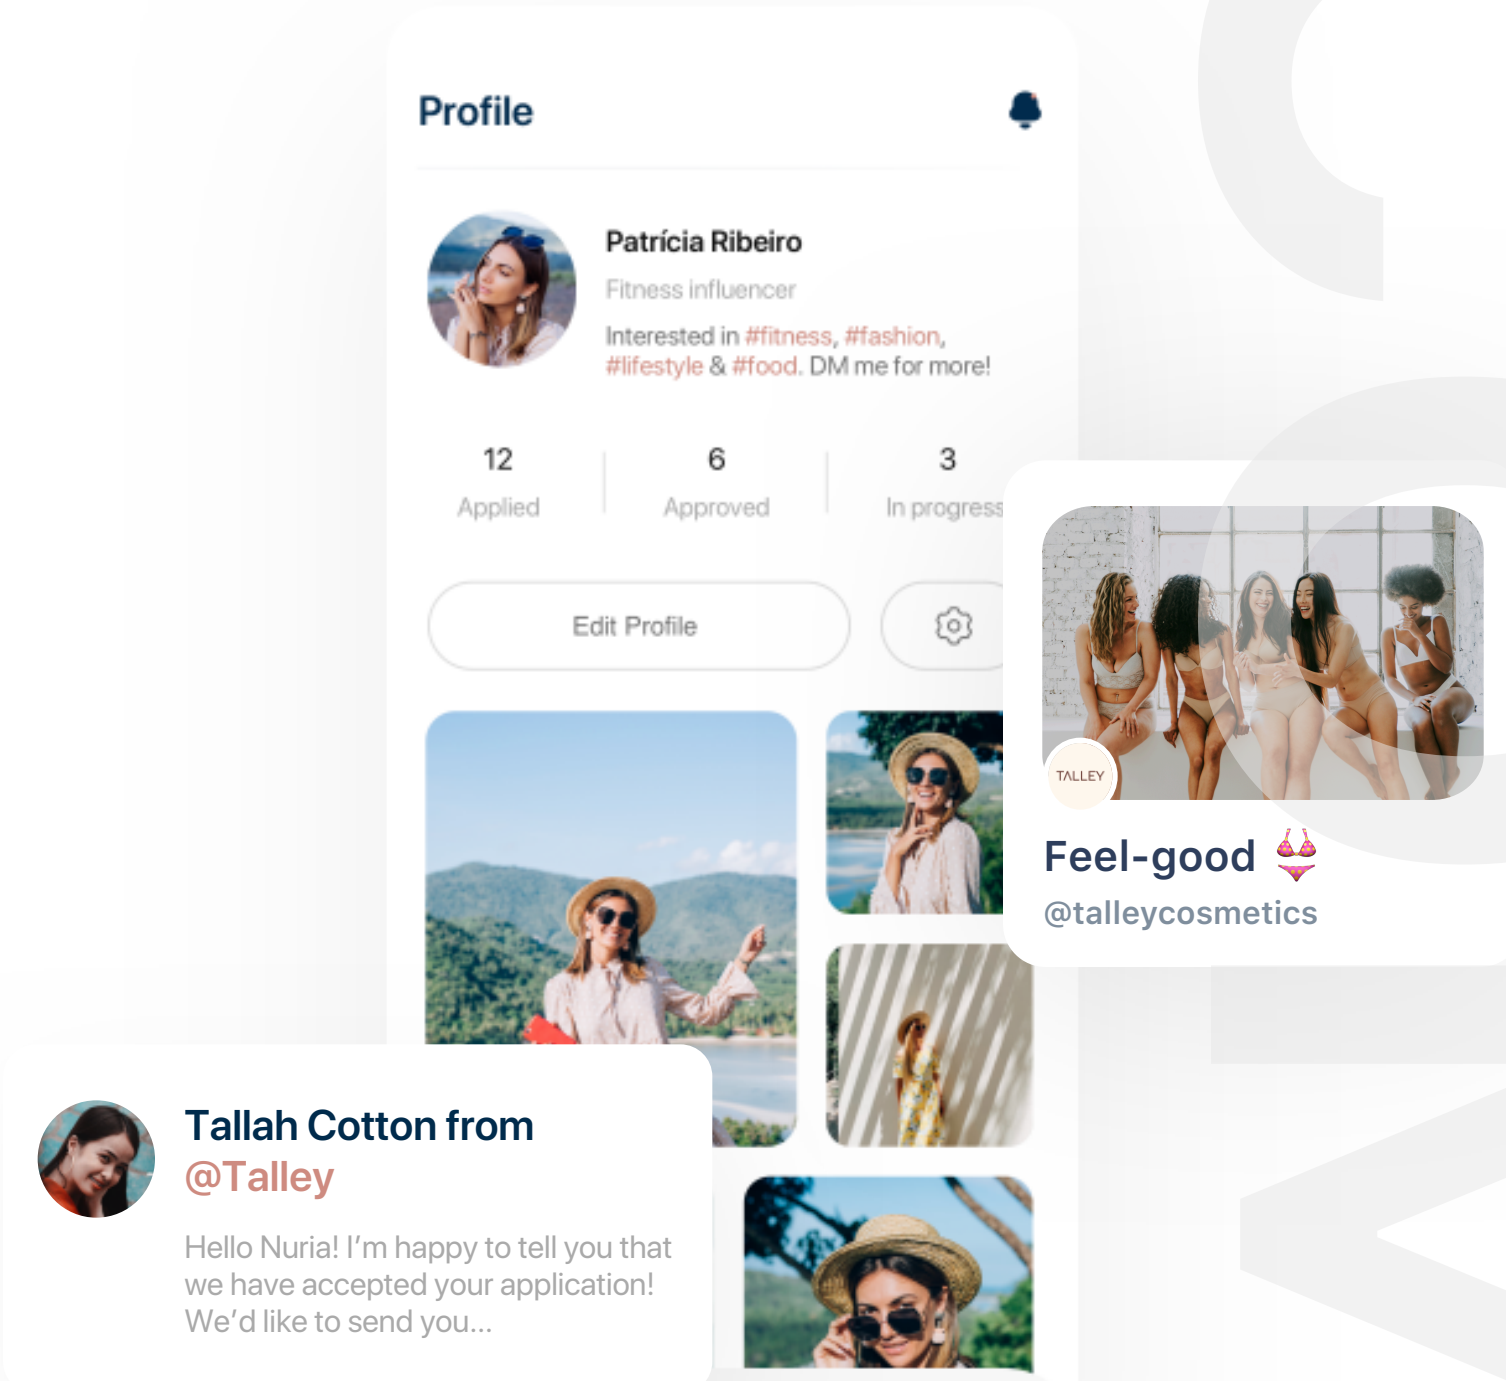 Profile
Patrícia Ribeiro
Fitness influencer
Interested in #fitness, #fashion,
#lifestyle & #food. DM me for more!
12
Applied
6
Approved
3
In progress
Edit Profile
TALLEY
Feel-good 👙
@talleycosmetics
Tallah Cotton from
@Talley
Hello Nuria! I’m happy to tell you that
we have accepted your application!
We’d like to send you...